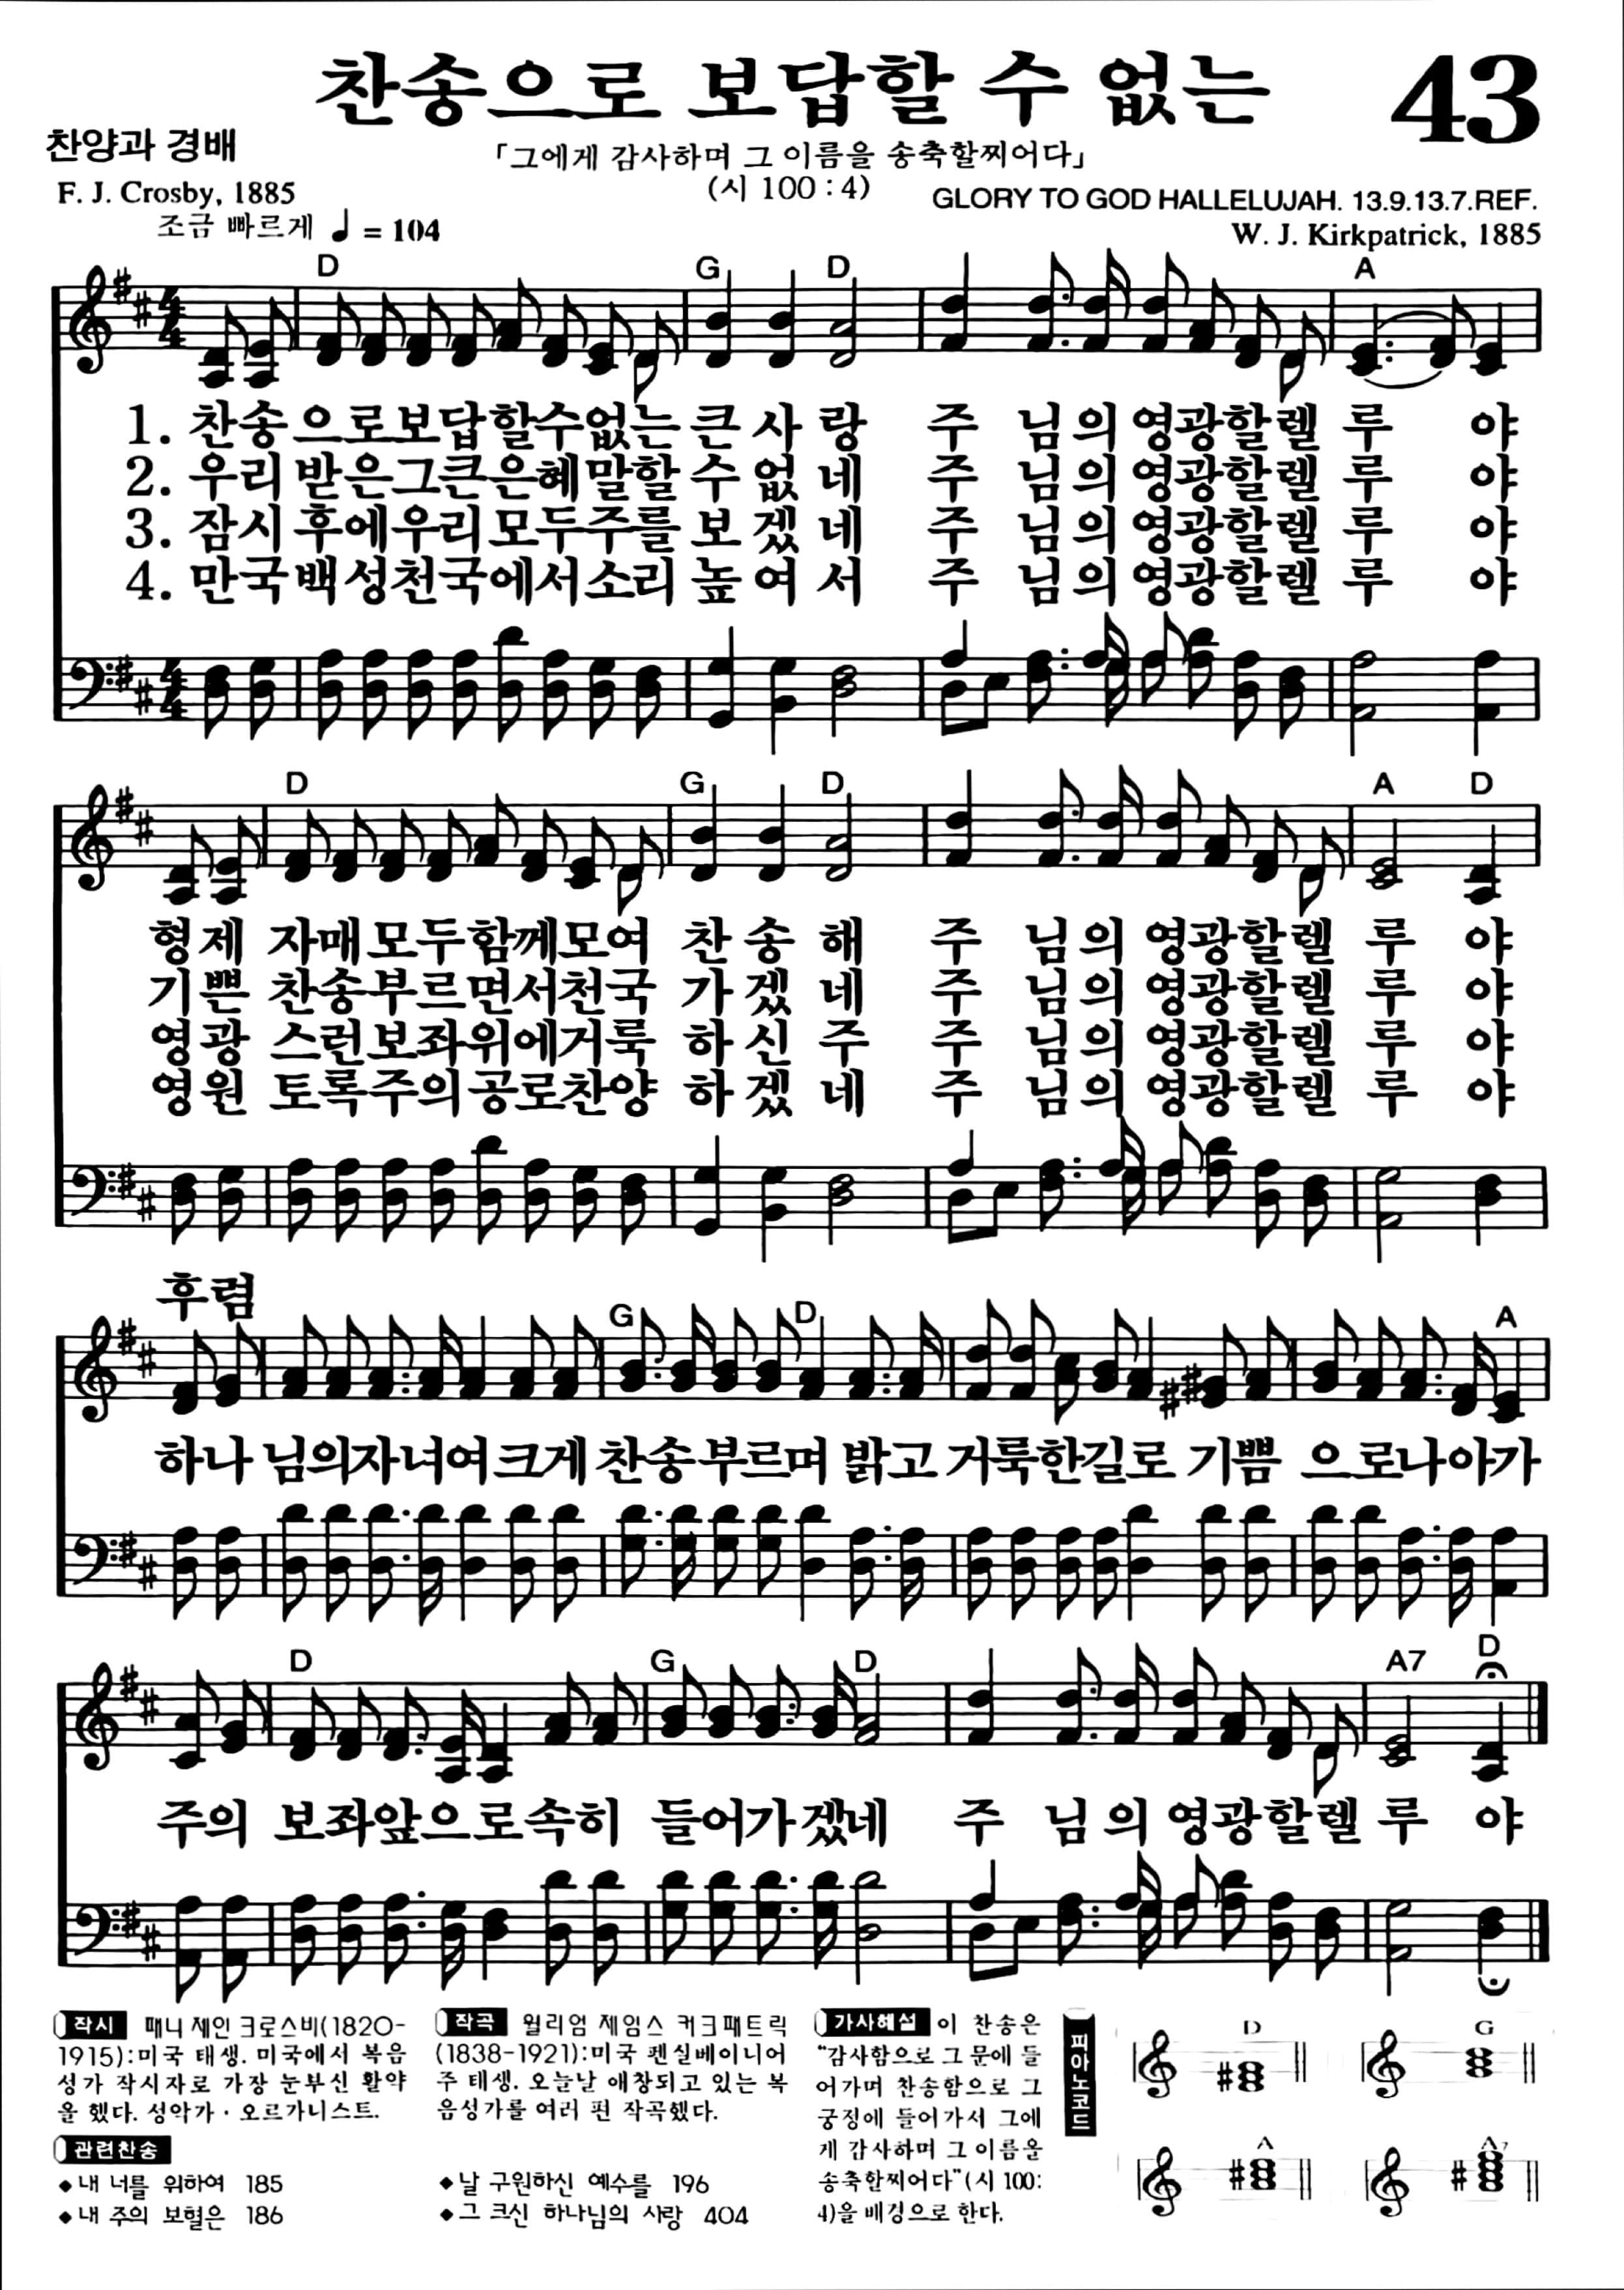 찬송으로 보답할 수 없는 43
찬양과 경배
「그에게 감사하며 그 이름을 송축할찌어다」
(시 100 : 4)
F. J. Crosby, 1885
GLORY TO GOD HALLELUJAH. 13.9.13.7.REF.
조금 빠르게 ♩ = 104
W. J. Kirkpatrick, 1885
D G D A
1. 찬송으로보답할수없는큰사랑 주 님의영광할렐루 야
2. 우리받은그큰은혜말할수없네 주 님의영광할렐루 야
3. 잠시후에우리모두주를보겠네 주 님의영광할렐루 야
4. 만국백성천국에서소리높여서 주 님의영광할렐루 야
D G D A D
형제 자매모두함께모여 찬송해 주 님의영광할렐루 야
기쁜 찬송부르면서천국 가겠네 주 님의영광할렐루 야
영광 스런보좌위에거룩 하신주 주 님의영광할렐루 야
영원 토록주의공로찬양 하겠네 주 님의영광할렐루 야
후렴
G D A
하나 님의자녀여크게찬송부르며 밝고 거룩한길로 기쁨 으로나아가
D G D A7 D
주의 보좌앞으로속히 들어가겠네 주 님의영광할렐루 야
작시 패니 제인 크로스비(1820-
1915):미국 태생. 미국에서 복음
성가 작시자로 가장 눈부신 활약
을 했다. 성악가·오르가니스트.
관련찬송
◆내 너를 위하여 185
◆내 주의 보혈은 186
작곡 윌리엄 제임스 커크패트릭
(1838-1921):미국 펜실베이니어
주 태생. 오늘날 애창되고 있는 복
음성가를 여러 편 작곡했다.
◆날 구원하신 예수를 196
◆그 크신 하나님의 사랑 404
가사해설 이 찬송은
“감사함으로 그 문에 들
어가며 찬송함으로 그
궁정에 들어가서 그에
게 감사하며 그 이름을
송축할찌어다”(시 100:
4)을 배경으로 한다.
피아노코드
D G
A A7